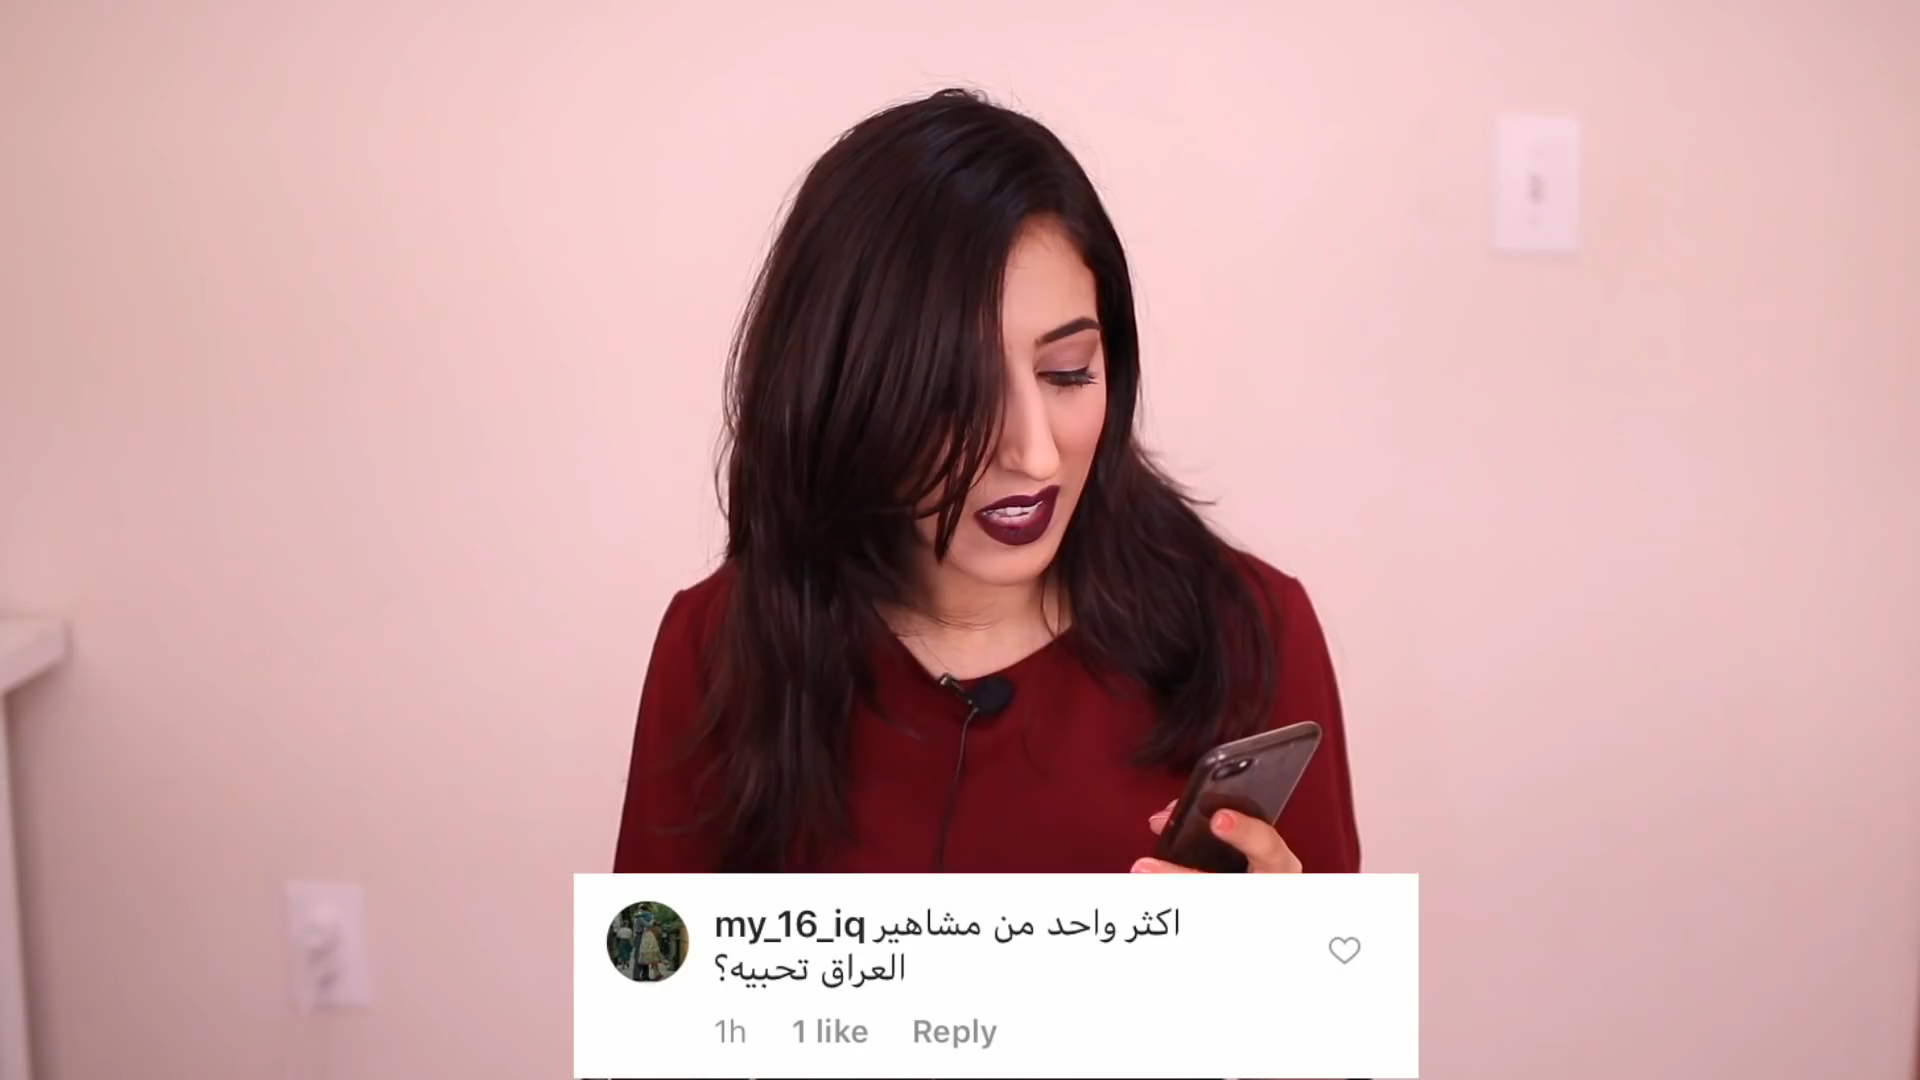 my_16_iq اكثر واحد من مشاهير
العراق تحبيه؟
1h 1 like Reply